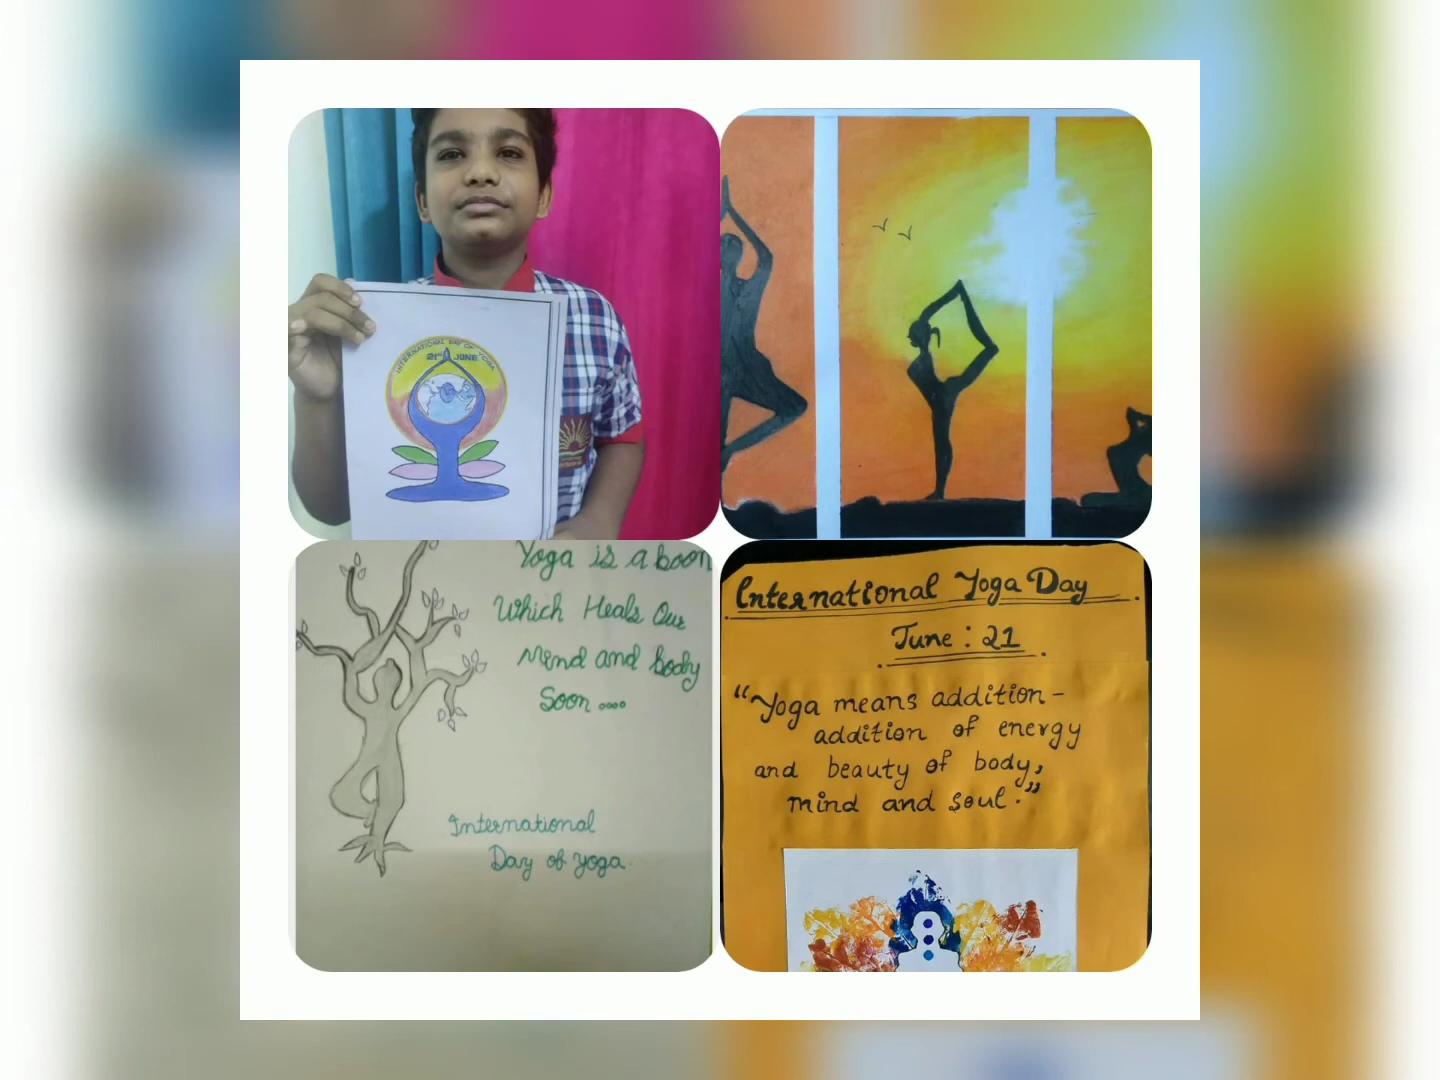 INTERNATIONAL DAY OF YOGA
21st JUNE
Yoga is a boon
Which Heals Our
Mind and body
Soon ....
International
Day of yoga.
International Yoga Day
June : 21
"Yoga means addition-
addition of energy
and beauty of body,
mind and soul."